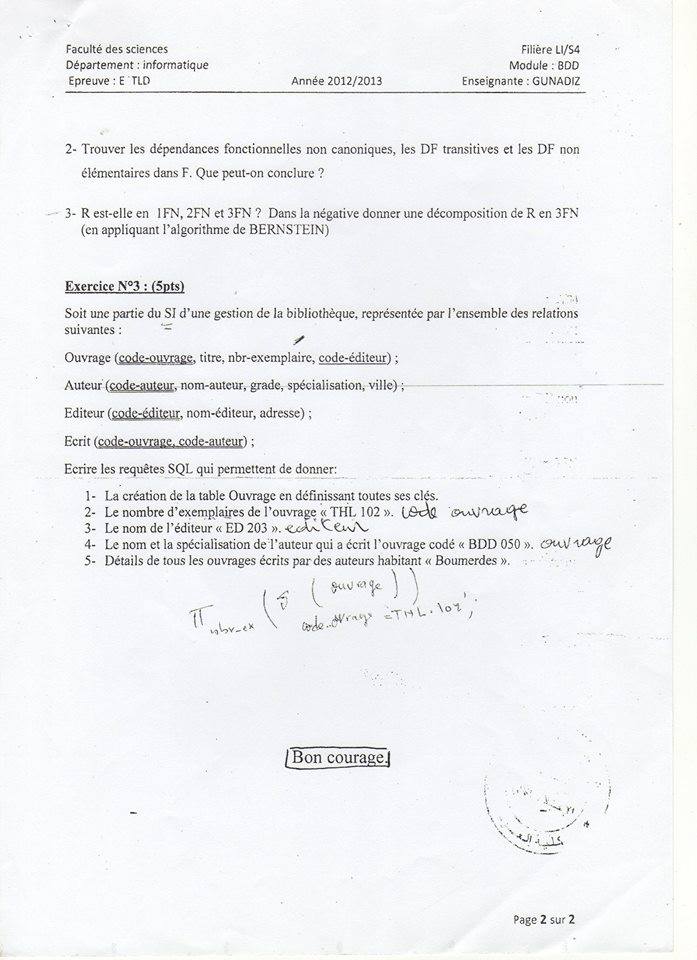 Faculté des sciences Filière LI/S4
Département : informatique Module : BDD
Epreuve : E TLD Année 2012/2013 Enseignante : GUNADIZ
2- Trouver les dépendances fonctionnelles non canoniques, les DF transitives et les DF non
élémentaires dans F. Que peut-on conclure ?
3- R est-elle en 1FN, 2FN et 3FN ? Dans la négative donner une décomposition de R en 3FN
(en appliquant l'algorithme de BERNSTEIN)
Exercice N°3 : (5pts)
Soit une partie du SI d'une gestion de la bibliothèque, représentée par l'ensemble des relations
suivantes :
Ouvrage (code-ouvrage, titre, nbr-exemplaire, code-éditeur) ;
Auteur (code-auteur, nom-auteur, grade, spécialisation, ville) ;
Editeur (code-éditeur, nom-éditeur, adresse) ;
Ecrit (code-ouvrage, code-auteur) ;
Ecrire les requêtes SQL qui permettent de donner:
1- La création de la table Ouvrage en définissant toutes ses clés.
2- Le nombre d'exemplaires de l'ouvrage « THL 102 ». code ouvrage
3- Le nom de l'éditeur « ED 203 ». editeur
4- Le nom et la spécialisation de l'auteur qui a écrit l'ouvrage codé « BDD 050 ». ouvrage
5- Détails de tous les ouvrages écrits par des auteurs habitant « Boumerdes ».
Π nbr-ex ( ( ouvrage ) )
Bon courage.
Page 2 sur 2